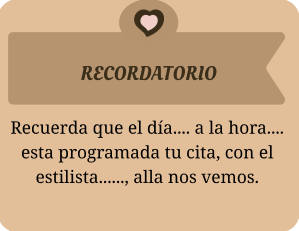 RECORDATORIO
Recuerda que el día.... a la hora....
esta programada tu cita, con el
estilista......, alla nos vemos.